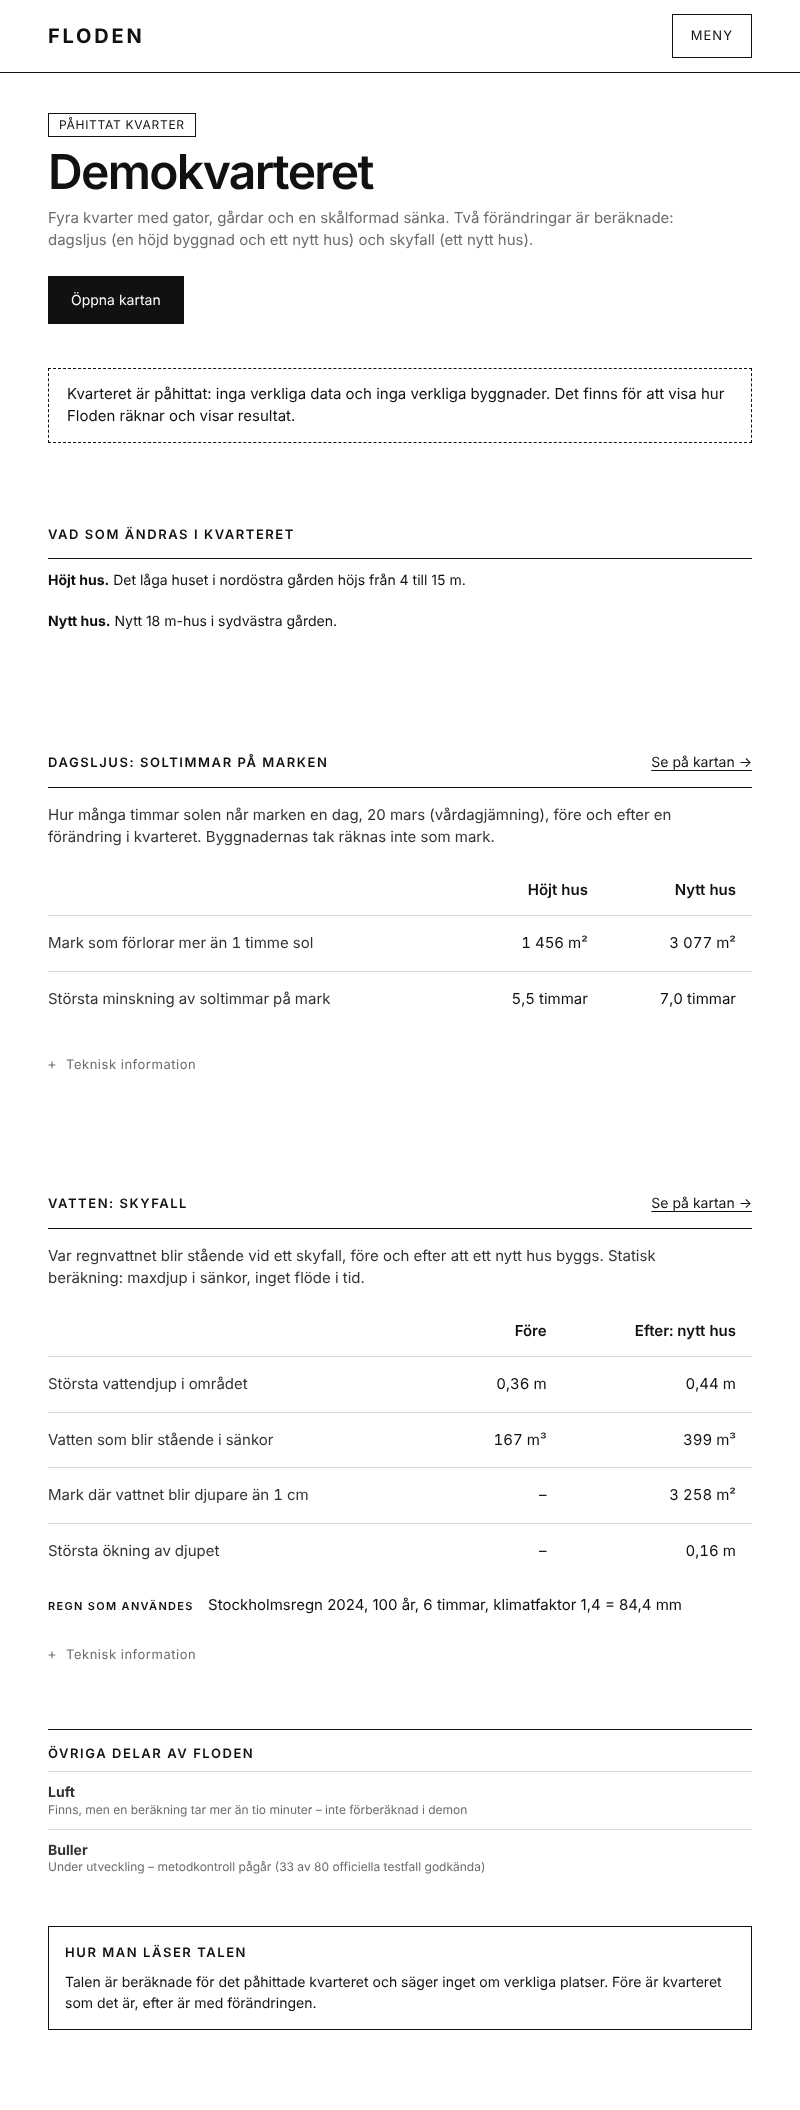 FLODEN
MENY
PÅHITTAT KVARTER
Demokvarteret
Fyra kvarter med gator, gårdar och en skålformad sänka. Två förändringar är beräknade:
dagsljus (en höjd byggnad och ett nytt hus) och skyfall (ett nytt hus).
Öppna kartan
Kvarteret är påhittat: inga verkliga data och inga verkliga byggnader. Det finns för att visa hur
Floden räknar och visar resultat.
VAD SOM ÄNDRAS I KVARTERET
Höjt hus. Det låga huset i nordöstra gården höjs från 4 till 15 m.
Nytt hus. Nytt 18 m-hus i sydvästra gården.
DAGSLJUS: SOLTIMMAR PÅ MARKEN
Se på kartan →
Hur många timmar solen når marken en dag, 20 mars (vårdagjämning), före och efter en
förändring i kvarteret. Byggnadernas tak räknas inte som mark.
Höjt hus Nytt hus
Mark som förlorar mer än 1 timme sol 1 456 m² 3 077 m²
Största minskning av soltimmar på mark 5,5 timmar 7,0 timmar
+ Teknisk information
VATTEN: SKYFALL
Se på kartan →
Var regnvattnet blir stående vid ett skyfall, före och efter att ett nytt hus byggs. Statisk
beräkning: maxdjup i sänkor, inget flöde i tid.
Före Efter: nytt hus
Största vattendjup i området 0,36 m 0,44 m
Vatten som blir stående i sänkor 167 m³ 399 m³
Mark där vattnet blir djupare än 1 cm – 3 258 m²
Största ökning av djupet – 0,16 m
REGN SOM ANVÄNDES Stockholmsregn 2024, 100 år, 6 timmar, klimatfaktor 1,4 = 84,4 mm
+ Teknisk information
ÖVRIGA DELAR AV FLODEN
Luft
Finns, men en beräkning tar mer än tio minuter – inte förberäknad i demon
Buller
Under utveckling – metodkontroll pågår (33 av 80 officiella testfall godkända)
HUR MAN LÄSER TALEN
Talen är beräknade för det påhittade kvarteret och säger inget om verkliga platser. Före är kvarteret
som det är, efter är med förändringen.